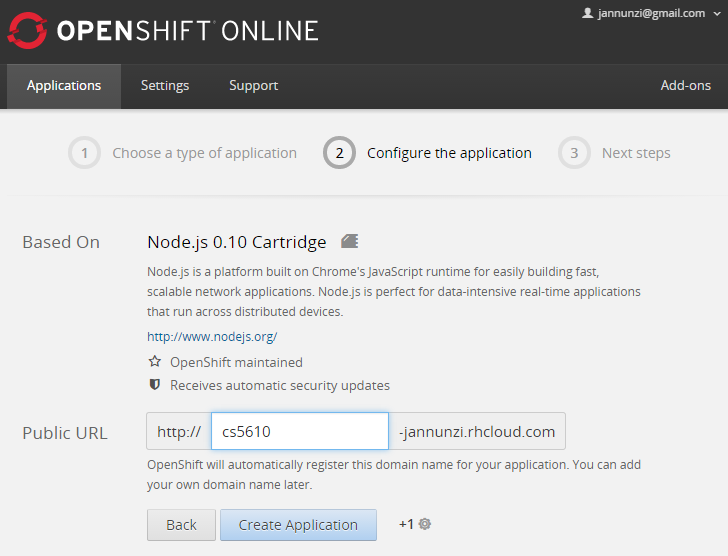 OPENSHIFT ONLINE
jannunzi@gmail.com
Applications Settings Support Add-ons
1 Choose a type of application 2 Configure the application 3 Next steps
Based On Node.js 0.10 Cartridge
Node.js is a platform built on Chrome's JavaScript runtime for easily building fast,
scalable network applications. Node.js is perfect for data-intensive real-time applications
that run across distributed devices.
http://www.nodejs.org/
OpenShift maintained
Receives automatic security updates
Public URL http:// cs5610 -jannunzi.rhcloud.com
OpenShift will automatically register this domain name for your application. You can add
your own domain name later.
Back Create Application +1